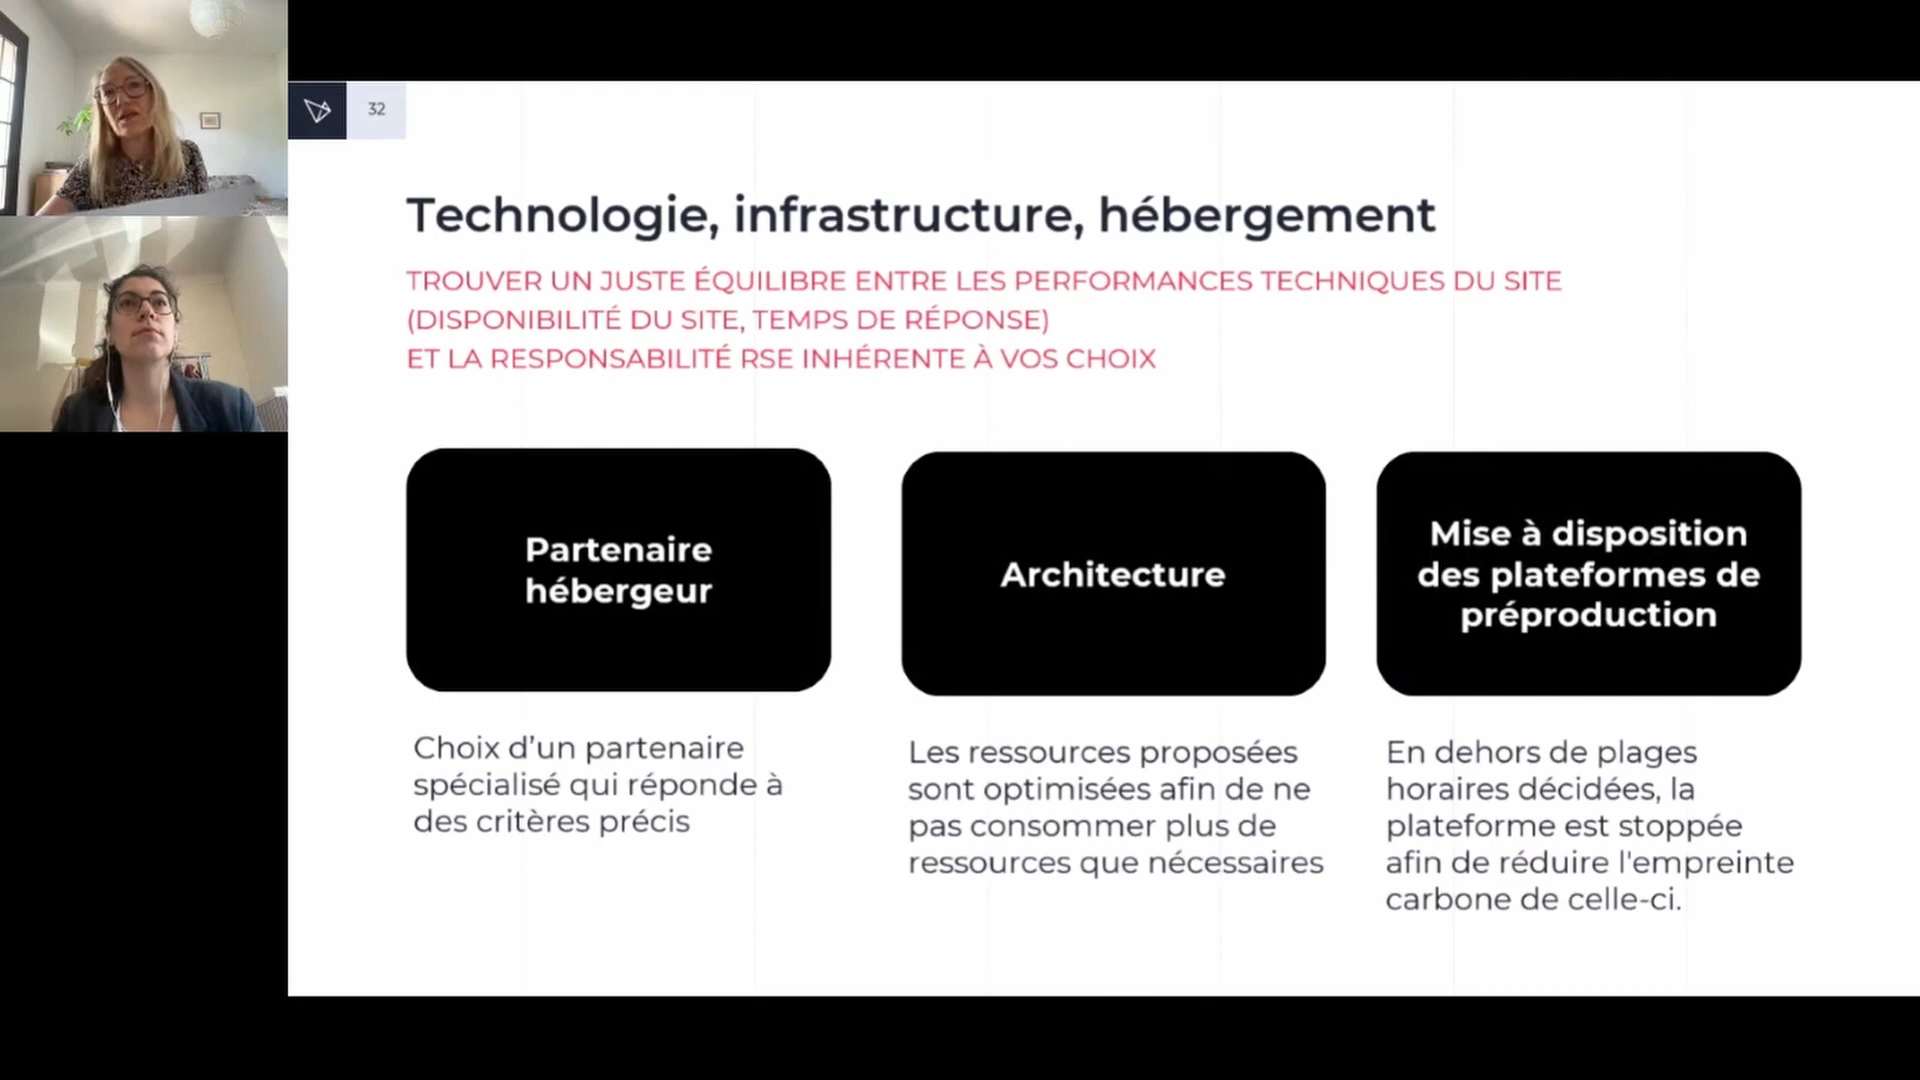 32
Technologie, infrastructure, hébergement
TROUVER UN JUSTE ÉQUILIBRE ENTRE LES PERFORMANCES TECHNIQUES DU SITE
(DISPONIBILITÉ DU SITE, TEMPS DE RÉPONSE)
ET LA RESPONSABILITÉ RSE INHÉRENTE À VOS CHOIX
Partenaire
hébergeur
Choix d’un partenaire
spécialisé qui réponde à
des critères précis
Architecture
Les ressources proposées
sont optimisées afin de ne
pas consommer plus de
ressources que nécessaires
Mise à disposition
des plateformes de
préproduction
En dehors de plages
horaires décidées, la
plateforme est stoppée
afin de réduire l'empreinte
carbone de celle-ci.